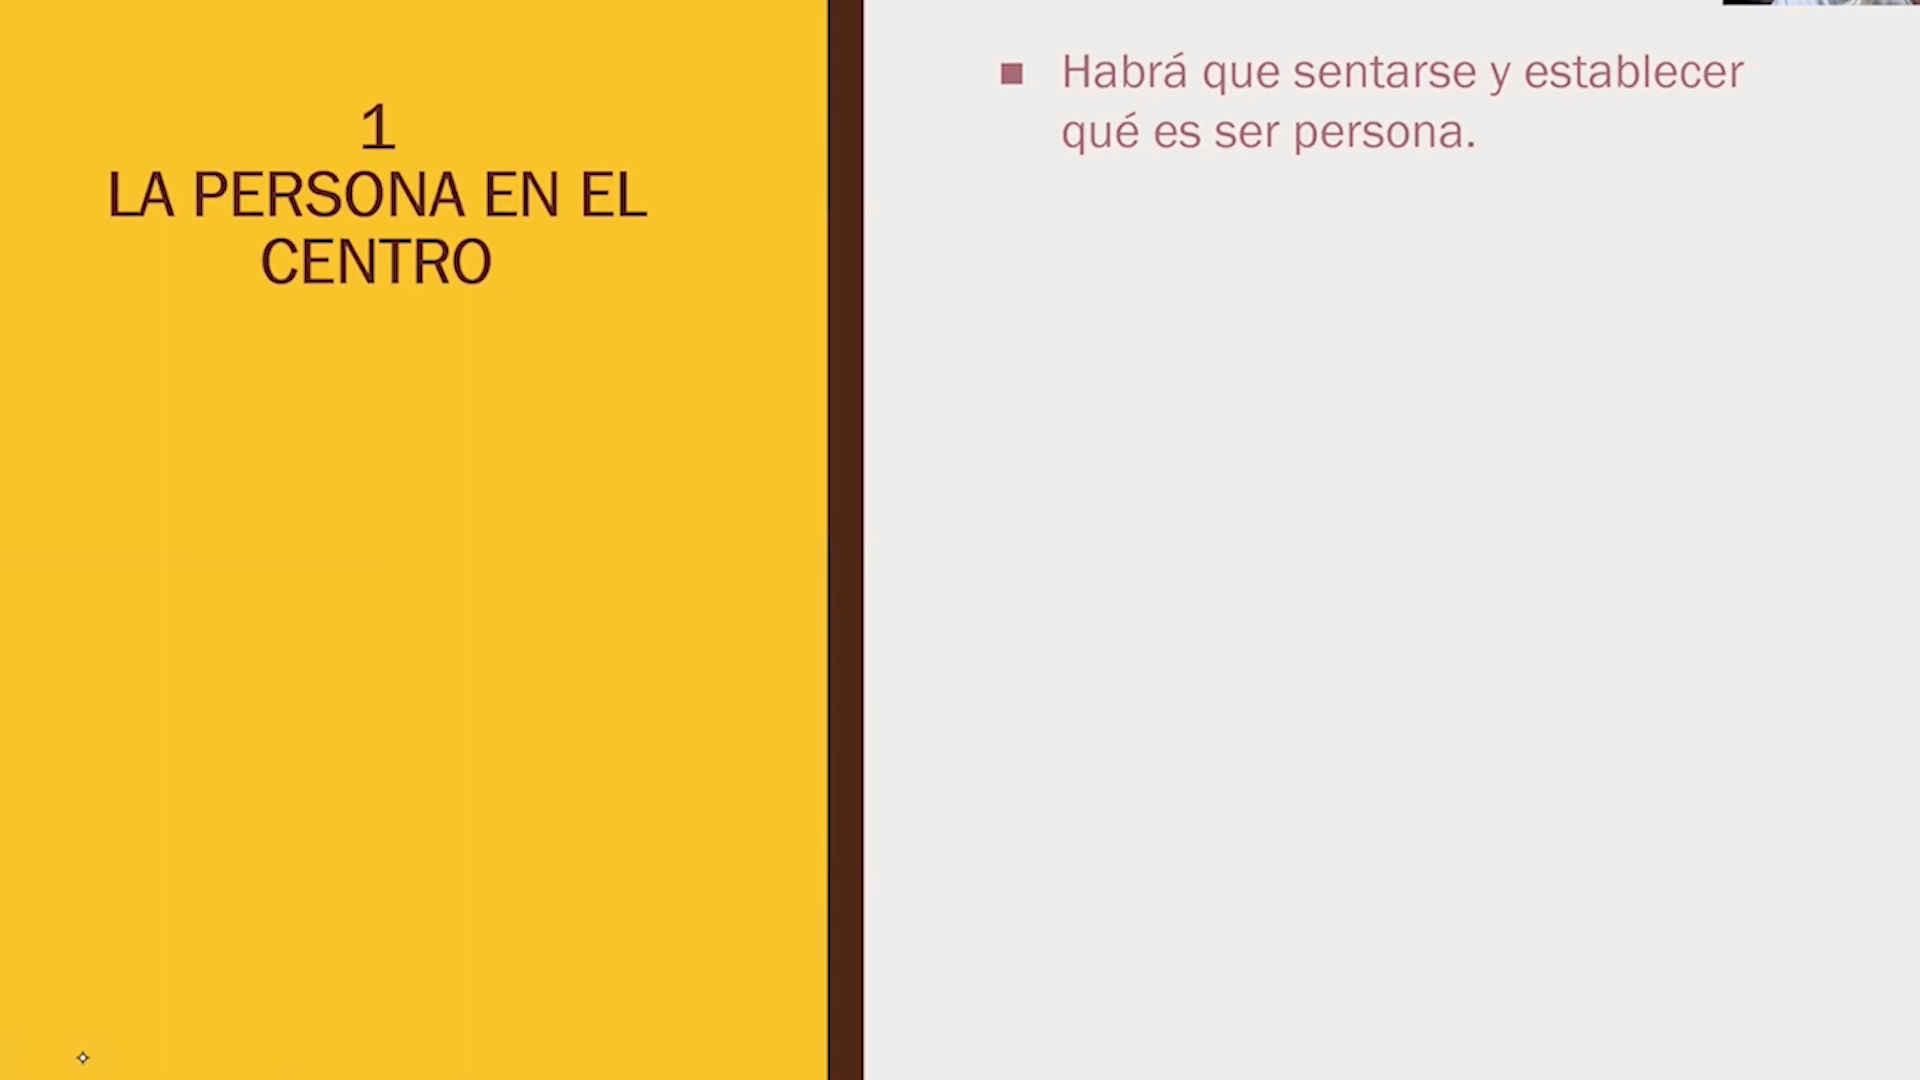 1
LA PERSONA EN EL
CENTRO
Habrá que sentarse y establecer
qué es ser persona.